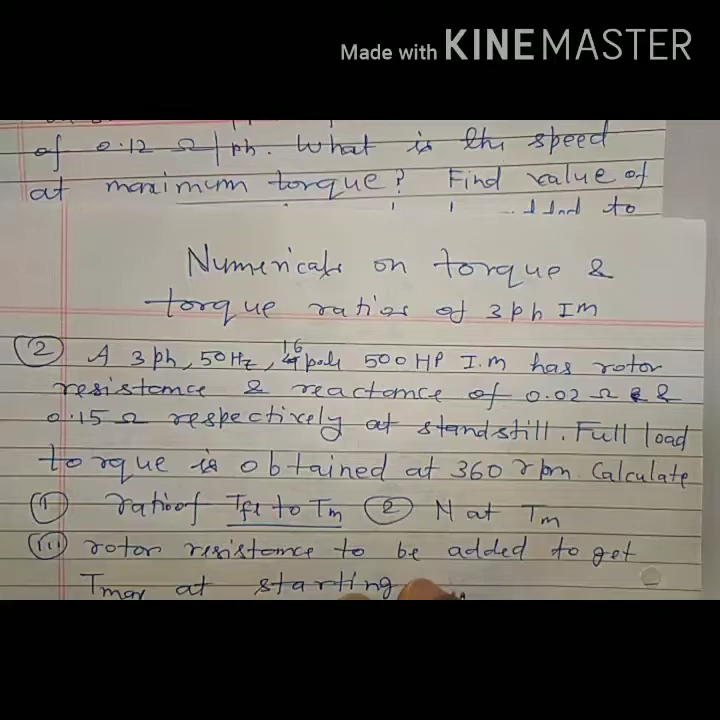 Made with KINEMASTER
of 0.12 Ω/ph. What is the speed
at maximum torque? Find value of
to
Numericals on torque &
torque ratios of 3ph IM
② A 3ph, 50Hz, 16 pole 500 HP I.M has rotor
resistance & reactance of 0.02 Ω &
0.15 Ω respectively at standstill. Full load
torque is obtained at 360 rpm. Calculate
① ratio of Tfl to Tm ② N at Tm
(iii) rotor resistance to be added to get
Tmax at starting